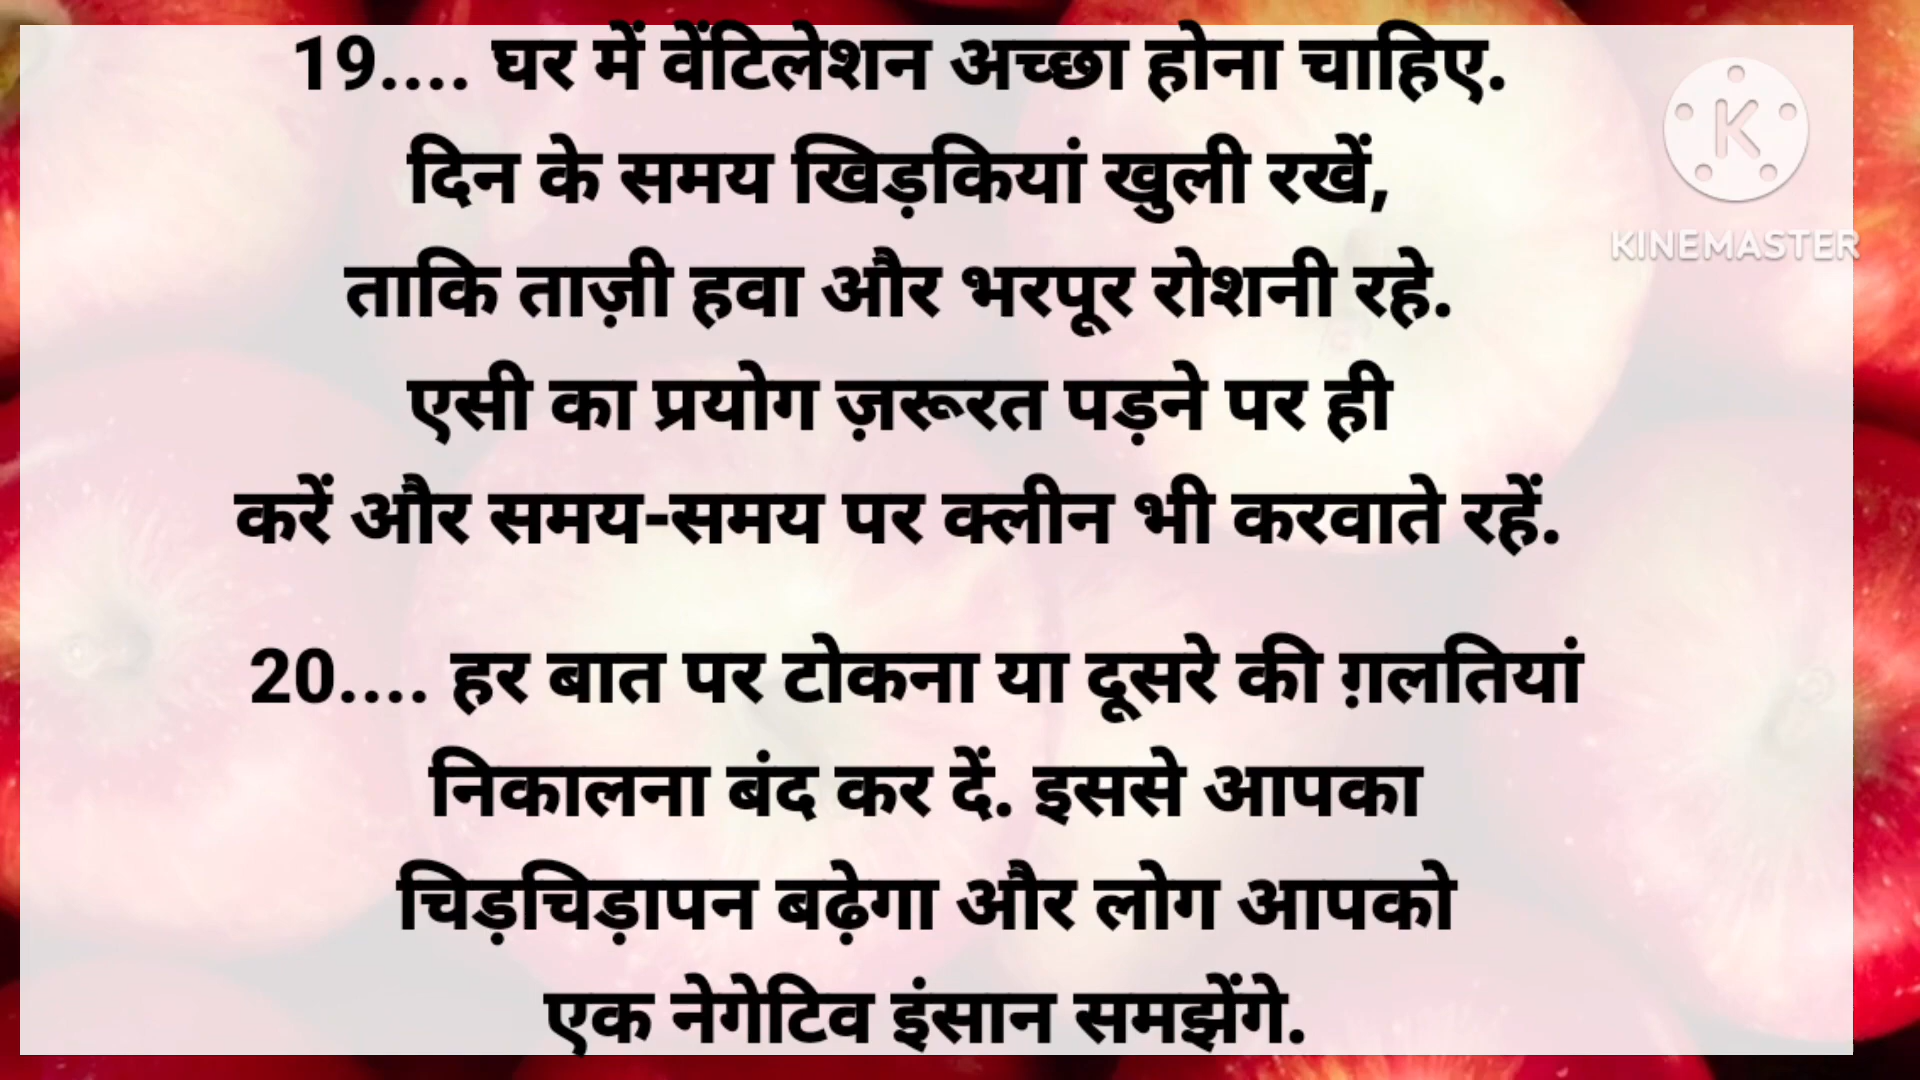 19.... घर में वेंटिलेशन अच्छा होना चाहिए.
दिन के समय खिड़कियां खुली रखें,
ताकि ताज़ी हवा और भरपूर रोशनी रहे.
एसी का प्रयोग ज़रूरत पड़ने पर ही
करें और समय-समय पर क्लीन भी करवाते रहें.
20.... हर बात पर टोकना या दूसरे की ग़लतियां
निकालना बंद कर दें. इससे आपका
चिड़चिड़ापन बढ़ेगा और लोग आपको
एक नेगेटिव इंसान समझेंगे.
K
KINEMASTER